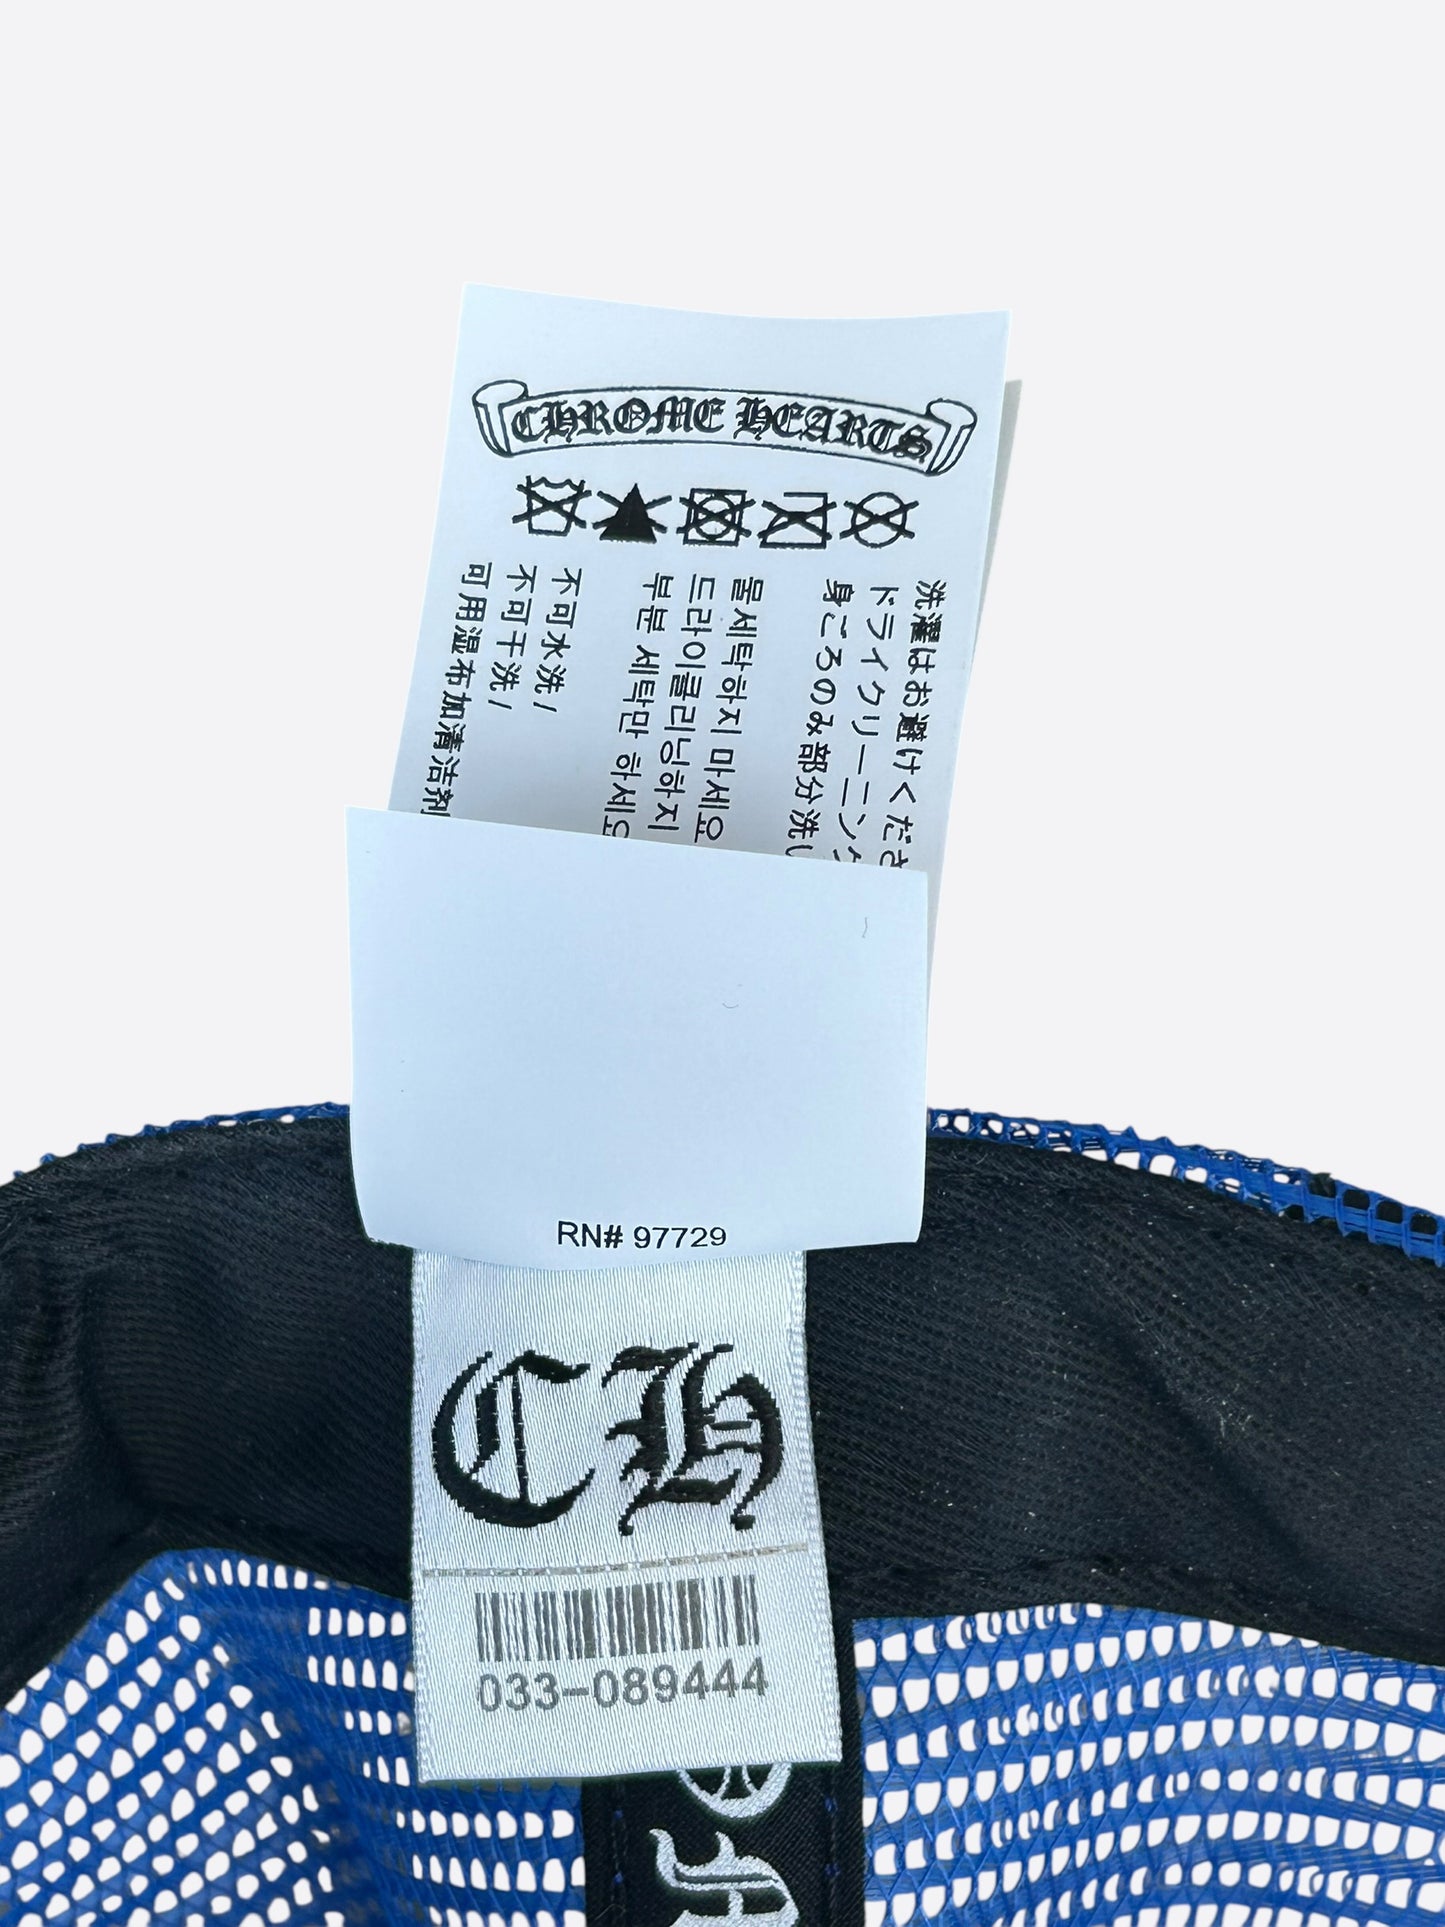 CHROME HEARTS
洗濯はお避けくださ
ドライクリーニング
身ごろのみ部分洗い
물세탁하지 마세요
드라이클리닝하지
부분 세탁만 하세요
不可水洗/
不可干洗/
可用湿布加清洁剂
RN# 97729
CH
033-089444